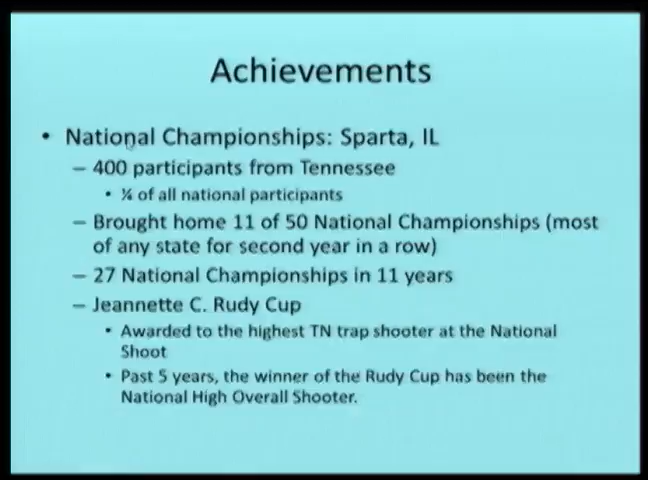 Achievements
• National Championships: Sparta, IL
– 400 participants from Tennessee
• ¼ of all national participants
– Brought home 11 of 50 National Championships (most
of any state for second year in a row)
– 27 National Championships in 11 years
– Jeannette C. Rudy Cup
• Awarded to the highest TN trap shooter at the National
Shoot
• Past 5 years, the winner of the Rudy Cup has been the
National High Overall Shooter.